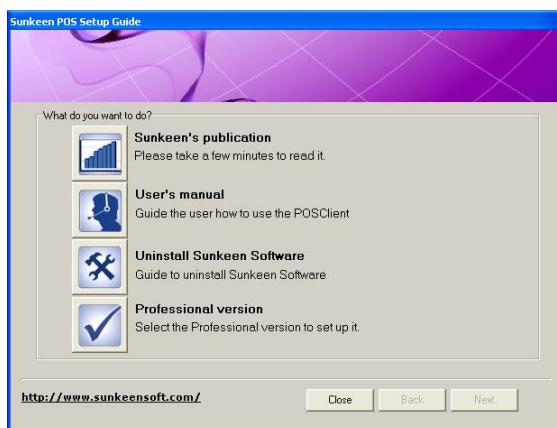 Sunkeen POS Setup Guide
What do you want to do?
Sunkeen's publication
Please take a few minutes to read it.
User's manual
Guide the user how to use the POSClient
Uninstall Sunkeen Software
Guide to uninstall Sunkeen Software
Professional version
Select the Professional version to set up it.
http://www.sunkeensoft.com/
Close
Back
Next